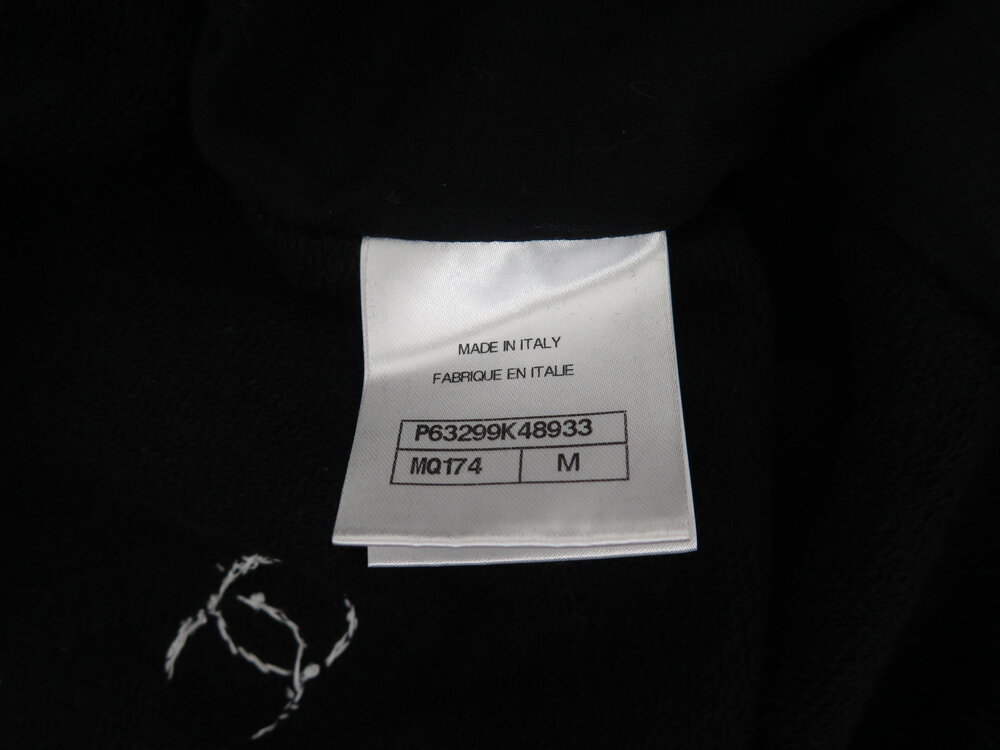 MADE IN ITALY
FABRIQUE EN ITALIE
P63299K48933
MQ174 M